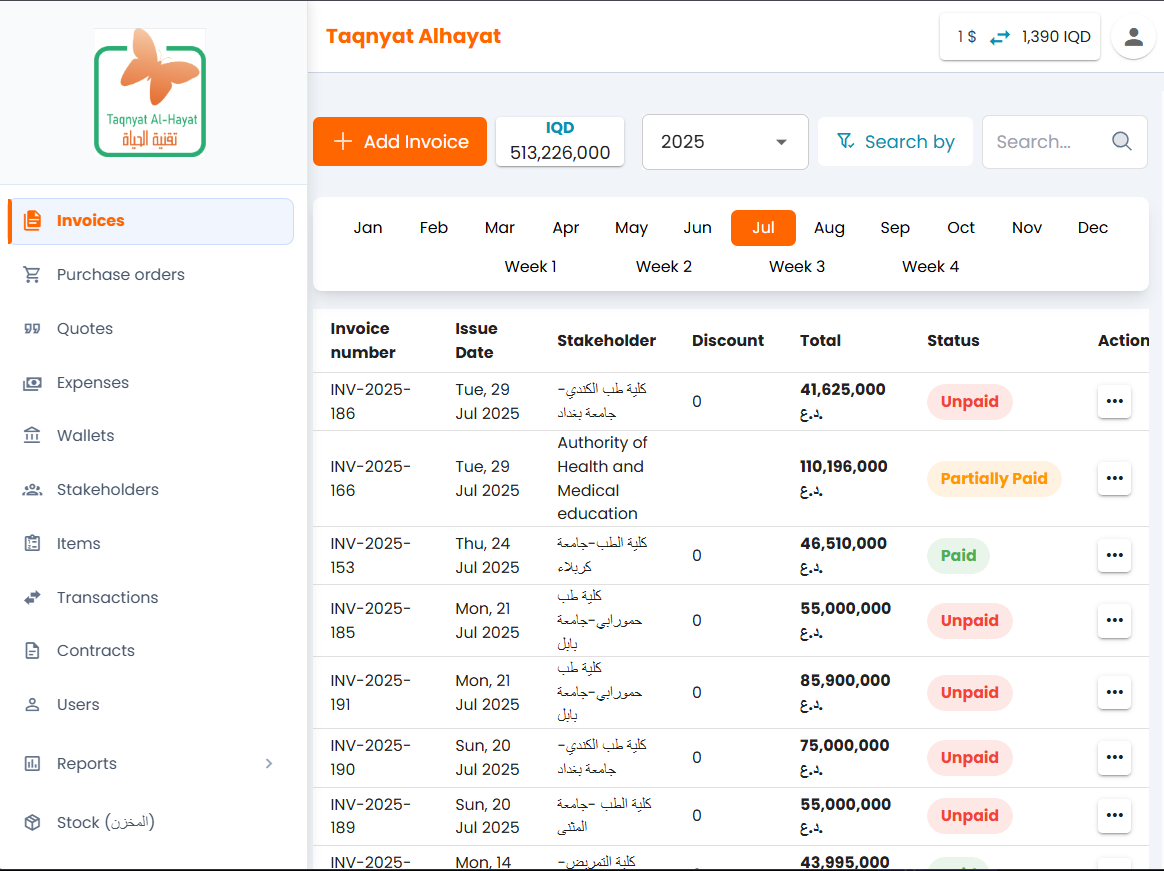 Taqnyat Al-Hayat
تقنية الحياة
Taqnyat Alhayat
1 $ 1,390 IQD
Invoices
Purchase orders
Quotes
Expenses
Wallets
Stakeholders
Items
Transactions
Contracts
Users
Reports
Stock (المخزن)
Add Invoice
IQD
513,226,000
2025
Search by
Search...
Jan Feb Mar Apr May Jun Jul Aug Sep Oct Nov Dec
Week 1 Week 2 Week 3 Week 4
Invoice number Issue Date Stakeholder Discount Total Status Action
INV-2025-186 Tue, 29 Jul 2025 كلية طب الكندي-جامعة بغداد 0 41,625,000 د.ع. Unpaid
INV-2025-166 Tue, 29 Jul 2025 Authority of Health and Medical education 110,196,000 د.ع. Partially Paid
INV-2025-153 Thu, 24 Jul 2025 كلية الطب-جامعة كربلاء 0 46,510,000 د.ع. Paid
INV-2025-185 Mon, 21 Jul 2025 كلية طب حمورابي-جامعة بابل 0 55,000,000 د.ع. Unpaid
INV-2025-191 Mon, 21 Jul 2025 كلية طب حمورابي-جامعة بابل 0 85,900,000 د.ع. Unpaid
INV-2025-190 Sun, 20 Jul 2025 كلية طب الكندي-جامعة بغداد 0 75,000,000 د.ع. Unpaid
INV-2025-189 Sun, 20 Jul 2025 كلية الطب -جامعة المثنى 0 55,000,000 د.ع. Unpaid
INV-2025- Mon, 14 كلية التمريض- 43,995,000